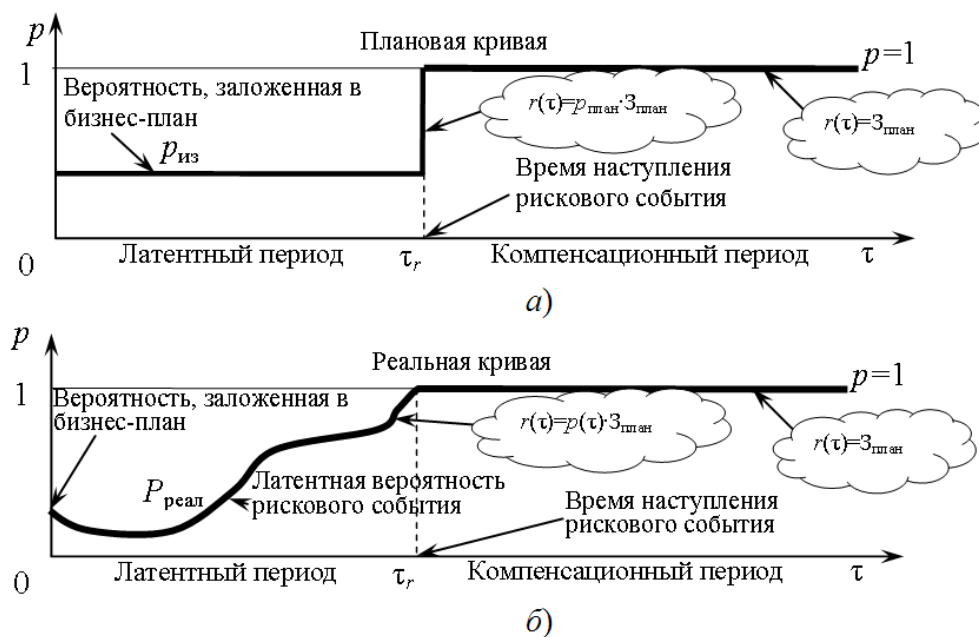 p
Плановая кривая
p=1
1
Вероятность, заложенная в
бизнес-план
pиз
r(τ)=pплан·Зплан
r(τ)=Зплан
Время наступления
рискового события
0
Латентный период
τr
Компенсационный период
τ
а)
p
Реальная кривая
p=1
1
Вероятность, заложенная в
бизнес-план
r(τ)=p(τ)·Зплан
r(τ)=Зплан
Pреал
Латентная вероятность
рискового события
Время наступления
рискового события
0
Латентный период
τr
Компенсационный период
τ
б)